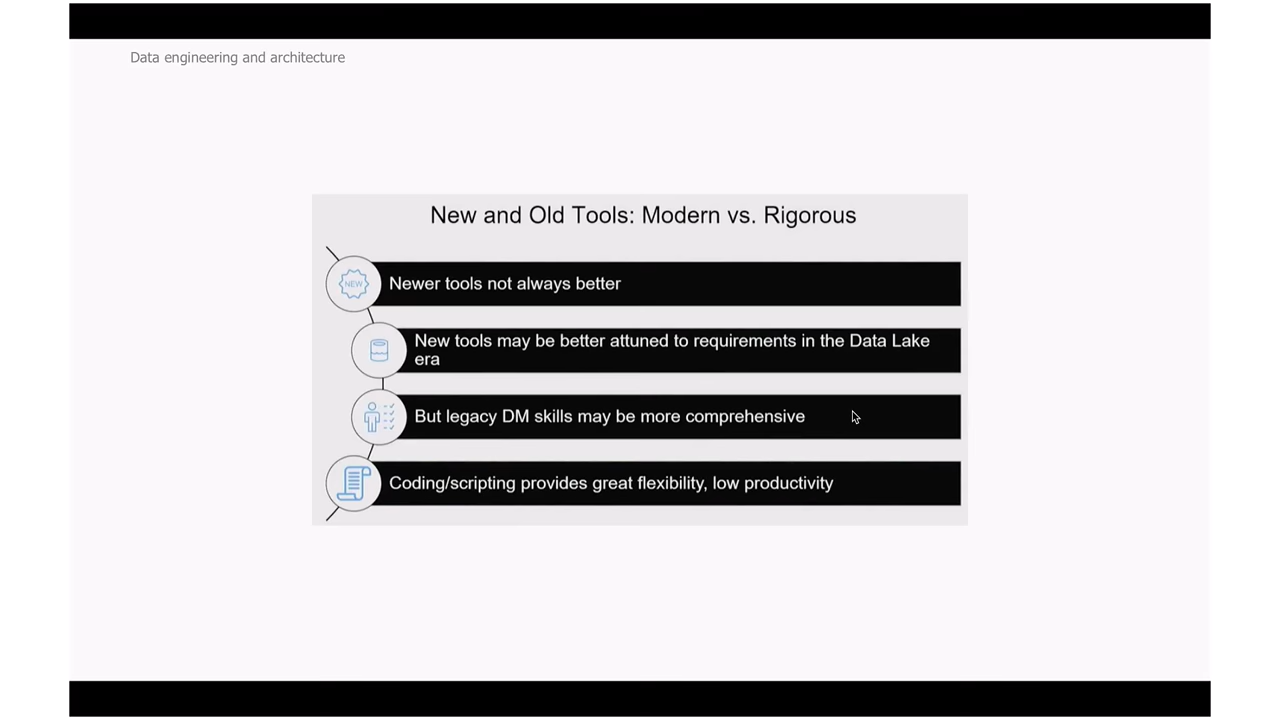 Data engineering and architecture
New and Old Tools: Modern vs. Rigorous
NEW
Newer tools not always better
New tools may be better attuned to requirements in the Data Lake
era
But legacy DM skills may be more comprehensive
Coding/scripting provides great flexibility, low productivity